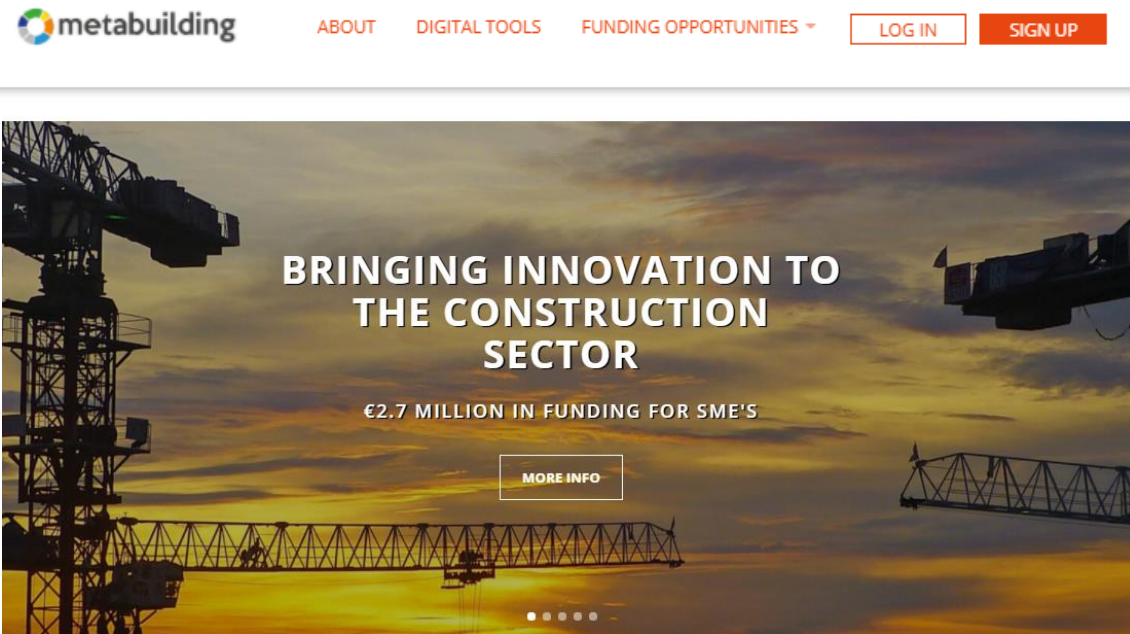 metabuilding
ABOUT
DIGITAL TOOLS
FUNDING OPPORTUNITIES
LOG IN
SIGN UP
BRINGING INNOVATION TO
THE CONSTRUCTION
SECTOR
€2.7 MILLION IN FUNDING FOR SME'S
MORE INFO